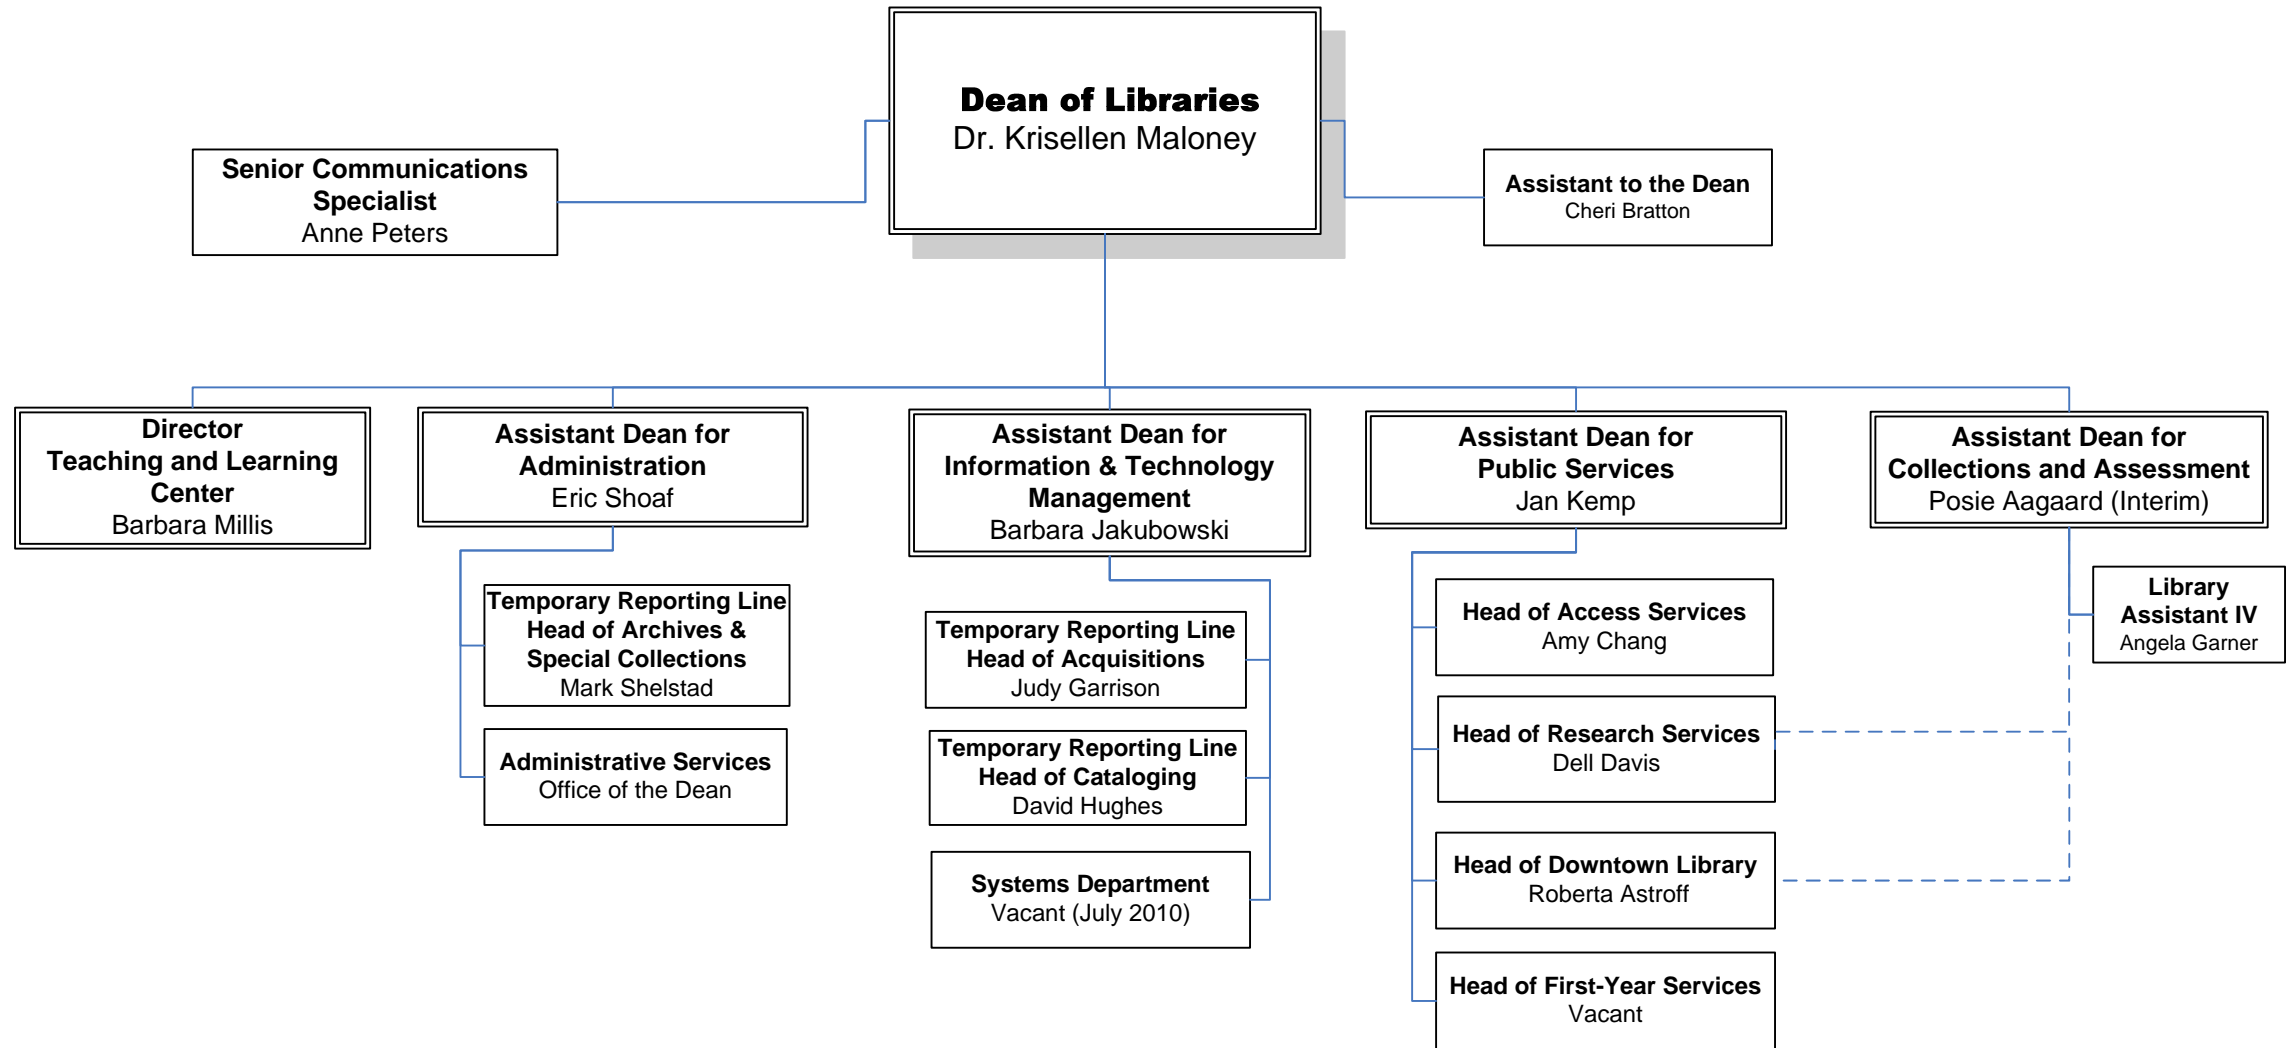 Dean of Libraries
Dr. Krisellen Maloney
Senior Communications
Specialist
Anne Peters
Assistant to the Dean
Cheri Bratton
Director
Teaching and Learning
Center
Barbara Millis
Assistant Dean for
Administration
Eric Shoaf
Assistant Dean for
Information & Technology
Management
Barbara Jakubowski
Assistant Dean for
Public Services
Jan Kemp
Assistant Dean for
Collections and Assessment
Posie Aagaard (Interim)
Temporary Reporting Line
Head of Archives &
Special Collections
Mark Shelstad
Administrative Services
Office of the Dean
Temporary Reporting Line
Head of Acquisitions
Judy Garrison
Temporary Reporting Line
Head of Cataloging
David Hughes
Systems Department
Vacant (July 2010)
Head of Access Services
Amy Chang
Head of Research Services
Dell Davis
Head of Downtown Library
Roberta Astroff
Head of First-Year Services
Vacant
Library
Assistant IV
Angela Garner